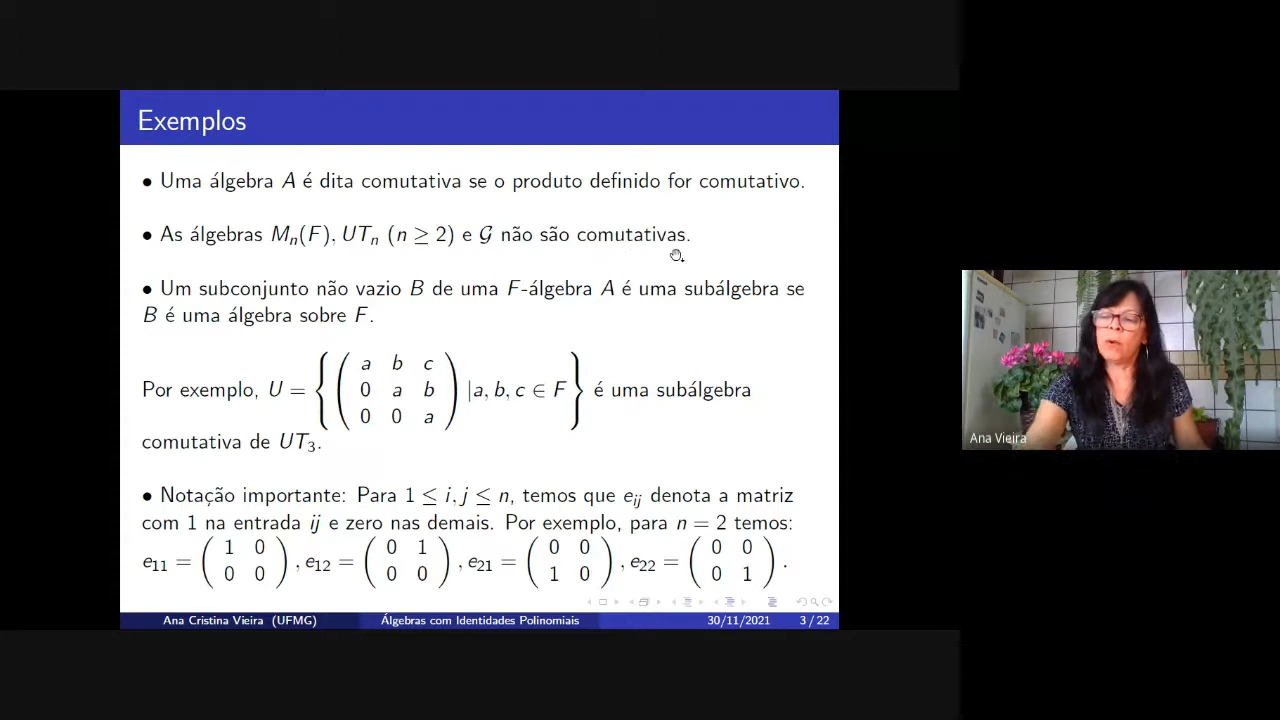 Exemplos
• Uma álgebra A é dita comutativa se o produto definido for comutativo.
• As álgebras Mn(F), UTn (n ≥ 2) e 𝒢 não são comutativas.
• Um subconjunto não vazio B de uma F-álgebra A é uma subálgebra se
B é uma álgebra sobre F.
Por exemplo, U = { ( a b c
0 a b
0 0 a ) |a, b, c ∈ F } é uma subálgebra
comutativa de UT3.
• Notação importante: Para 1 ≤ i, j ≤ n, temos que eij denota a matriz
com 1 na entrada ij e zero nas demais. Por exemplo, para n = 2 temos:
e11 = ( 1 0
0 0 ), e12 = ( 0 1
0 0 ), e21 = ( 0 0
1 0 ), e22 = ( 0 0
0 1 ).
Ana Cristina Vieira (UFMG) Álgebras com Identidades Polinomiais 30/11/2021 3 / 22
Ana Vieira